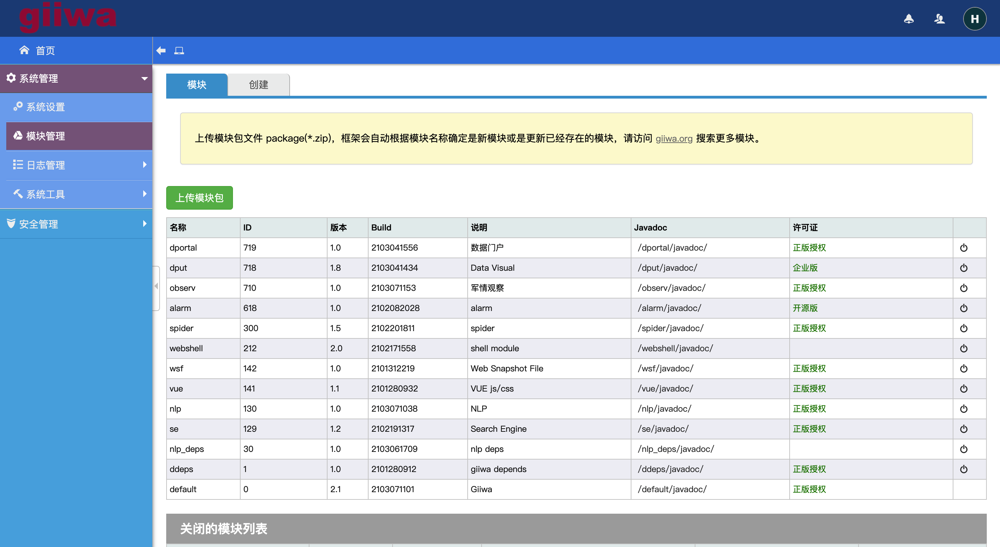 giiwa
H
首页
系统管理
系统设置
模块管理
日志管理
系统工具
安全管理
模块 创建
上传模块包文件 package(*.zip)，框架会自动根据模块名称确定是新模块或是更新已经存在的模块，请访问 giiwa.org 搜索更多模块。
上传模块包
名称 ID 版本 Build 说明 Javadoc 许可证
dportal 719 1.0 2103041556 数据门户 /dportal/javadoc/ 正版授权
dput 718 1.8 2103041434 Data Visual /dput/javadoc/ 企业版
observ 710 1.0 2103071153 军情观察 /observ/javadoc/ 正版授权
alarm 618 1.0 2102082028 alarm /alarm/javadoc/ 开源版
spider 300 1.5 2102201811 spider /spider/javadoc/ 正版授权
webshell 212 2.0 2102171558 shell module /webshell/javadoc/
wsf 142 1.0 2101312219 Web Snapshot File /wsf/javadoc/ 正版授权
vue 141 1.1 2101280932 VUE js/css /vue/javadoc/ 正版授权
nlp 130 1.0 2103071038 NLP /nlp/javadoc/ 正版授权
se 129 1.2 2102191317 Search Engine /se/javadoc/ 正版授权
nlp_deps 30 1.0 2103061709 nlp deps /nlp_deps/javadoc/
ddeps 1 1.0 2101280912 giiwa depends /ddeps/javadoc/ 正版授权
default 0 2.1 2103071101 Giiwa /default/javadoc/ 正版授权
关闭的模块列表